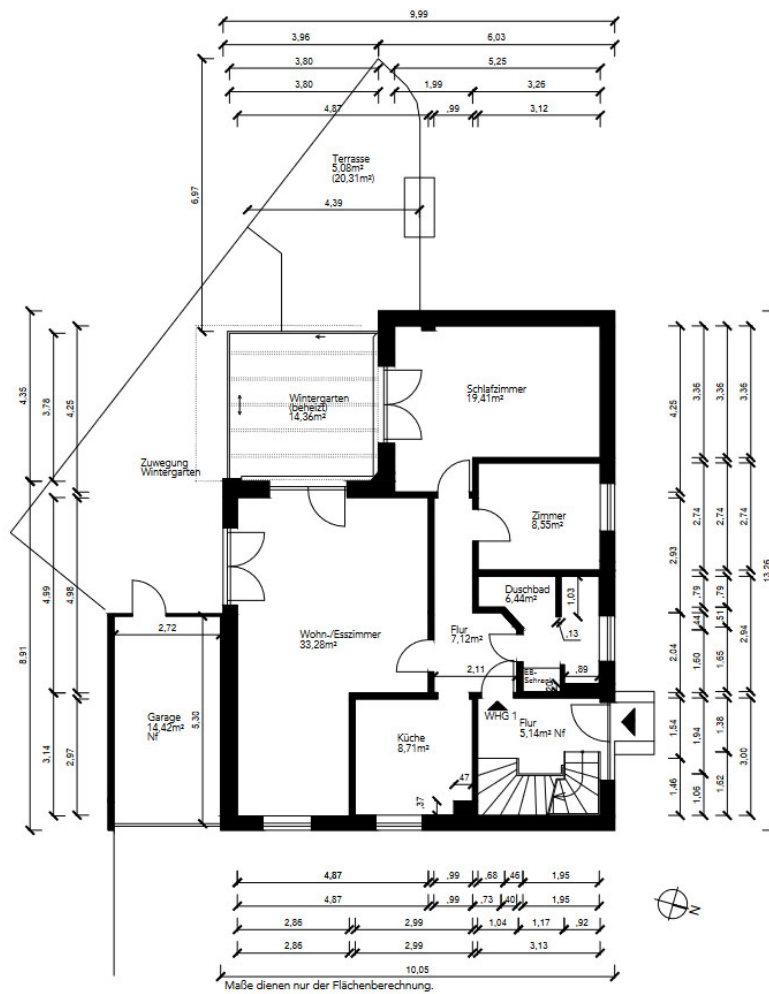 9,99
3,96 6,03
3,80 5,25
3,80 1,99 3,26
4,87 ,99 3,12
Terrasse
5,08m²
(20,31m²)
6,97
4,39
Schlafzimmer
19,41m²
Wintergarten
(beheizt)
14,36m²
Zuwegung
Wintergarten
Zimmer
8,55m²
Duschbad
6,44m²
1,03
,13
,89
Flur
7,12m²
2,11
Wohn-/Esszimmer
33,28m²
2,72
5,30
Garage
14,42m²
Nf
WHG 1
Flur
5,14m² Nf
Küche
8,71m²
,47
,37
4,35 3,78 4,25
8,91 4,99 4,98
3,14 2,97
4,25 3,36 3,36 3,36
2,93 2,74 2,74 2,74
,79 ,79
,44 ,51
2,04 1,60 1,65 2,94
1,54 1,94 1,38 3,00
1,46 1,06 1,62
13,26
4,87 ,99 ,68 ,46 1,95
4,87 ,99 ,73 ,40 1,95
2,86 2,99 1,04 1,17 ,92
2,86 2,99 3,13
10,05
N
Maße dienen nur der Flächenberechnung.